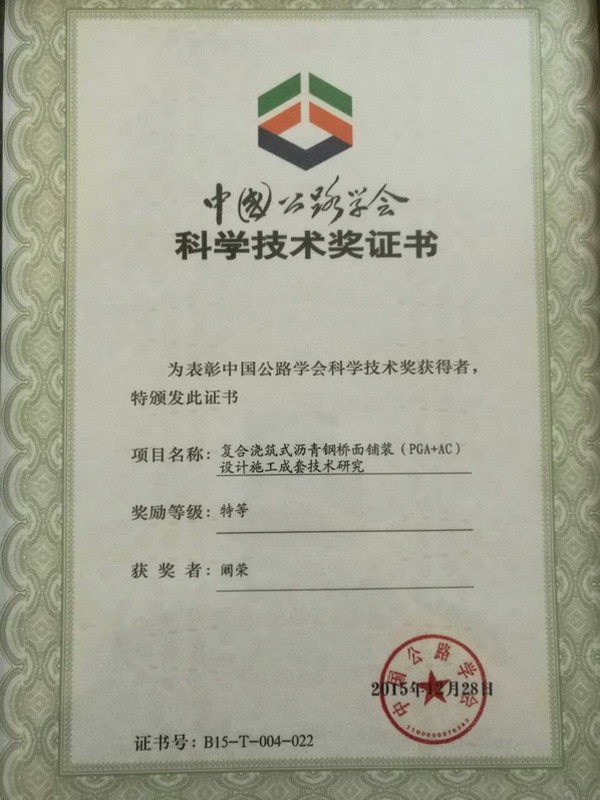 中国公路学会
科学技术奖证书
为表彰中国公路学会科学技术奖获得者，
特颁发此证书
项目名称：复合浇筑式沥青钢桥面铺装（PGA+AC）
设计施工成套技术研究
奖励等级：特等
获奖者：阚荣
中国公路学会
2015年12月28日
证书号：B15-T-004-022